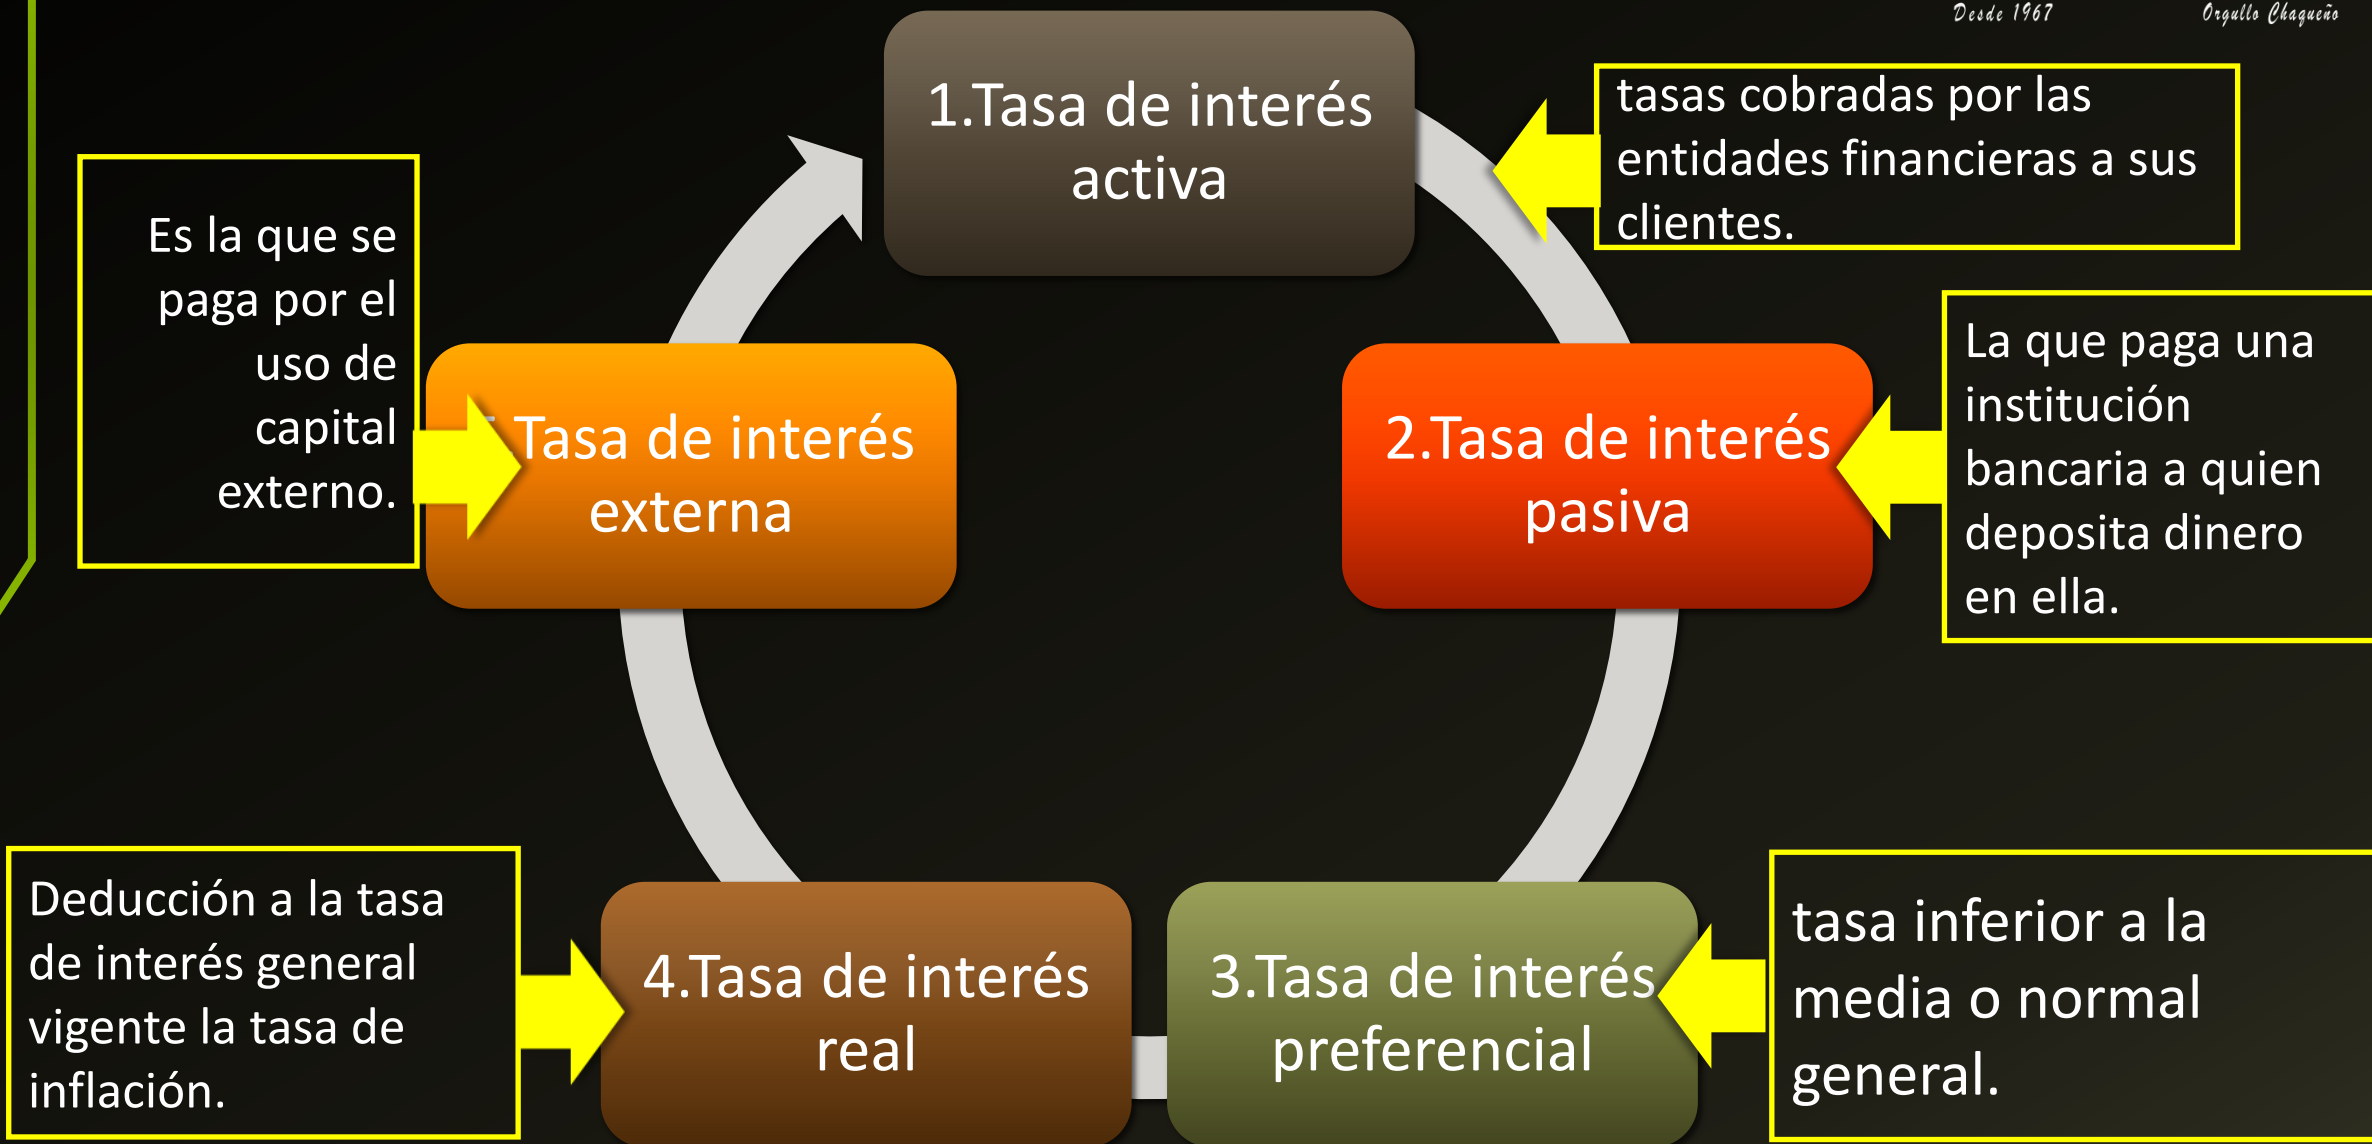 Desde 1967
Orgullo Chaqueño
1.Tasa de interés
activa
tasas cobradas por las
entidades financieras a sus
clientes.
2.Tasa de interés
pasiva
La que paga una
institución
bancaria a quien
deposita dinero
en ella.
3.Tasa de interés
preferencial
tasa inferior a la
media o normal
general.
4.Tasa de interés
real
Deducción a la tasa
de interés general
vigente la tasa de
inflación.
Tasa de interés
externa
Es la que se
paga por el
uso de
capital
externo.